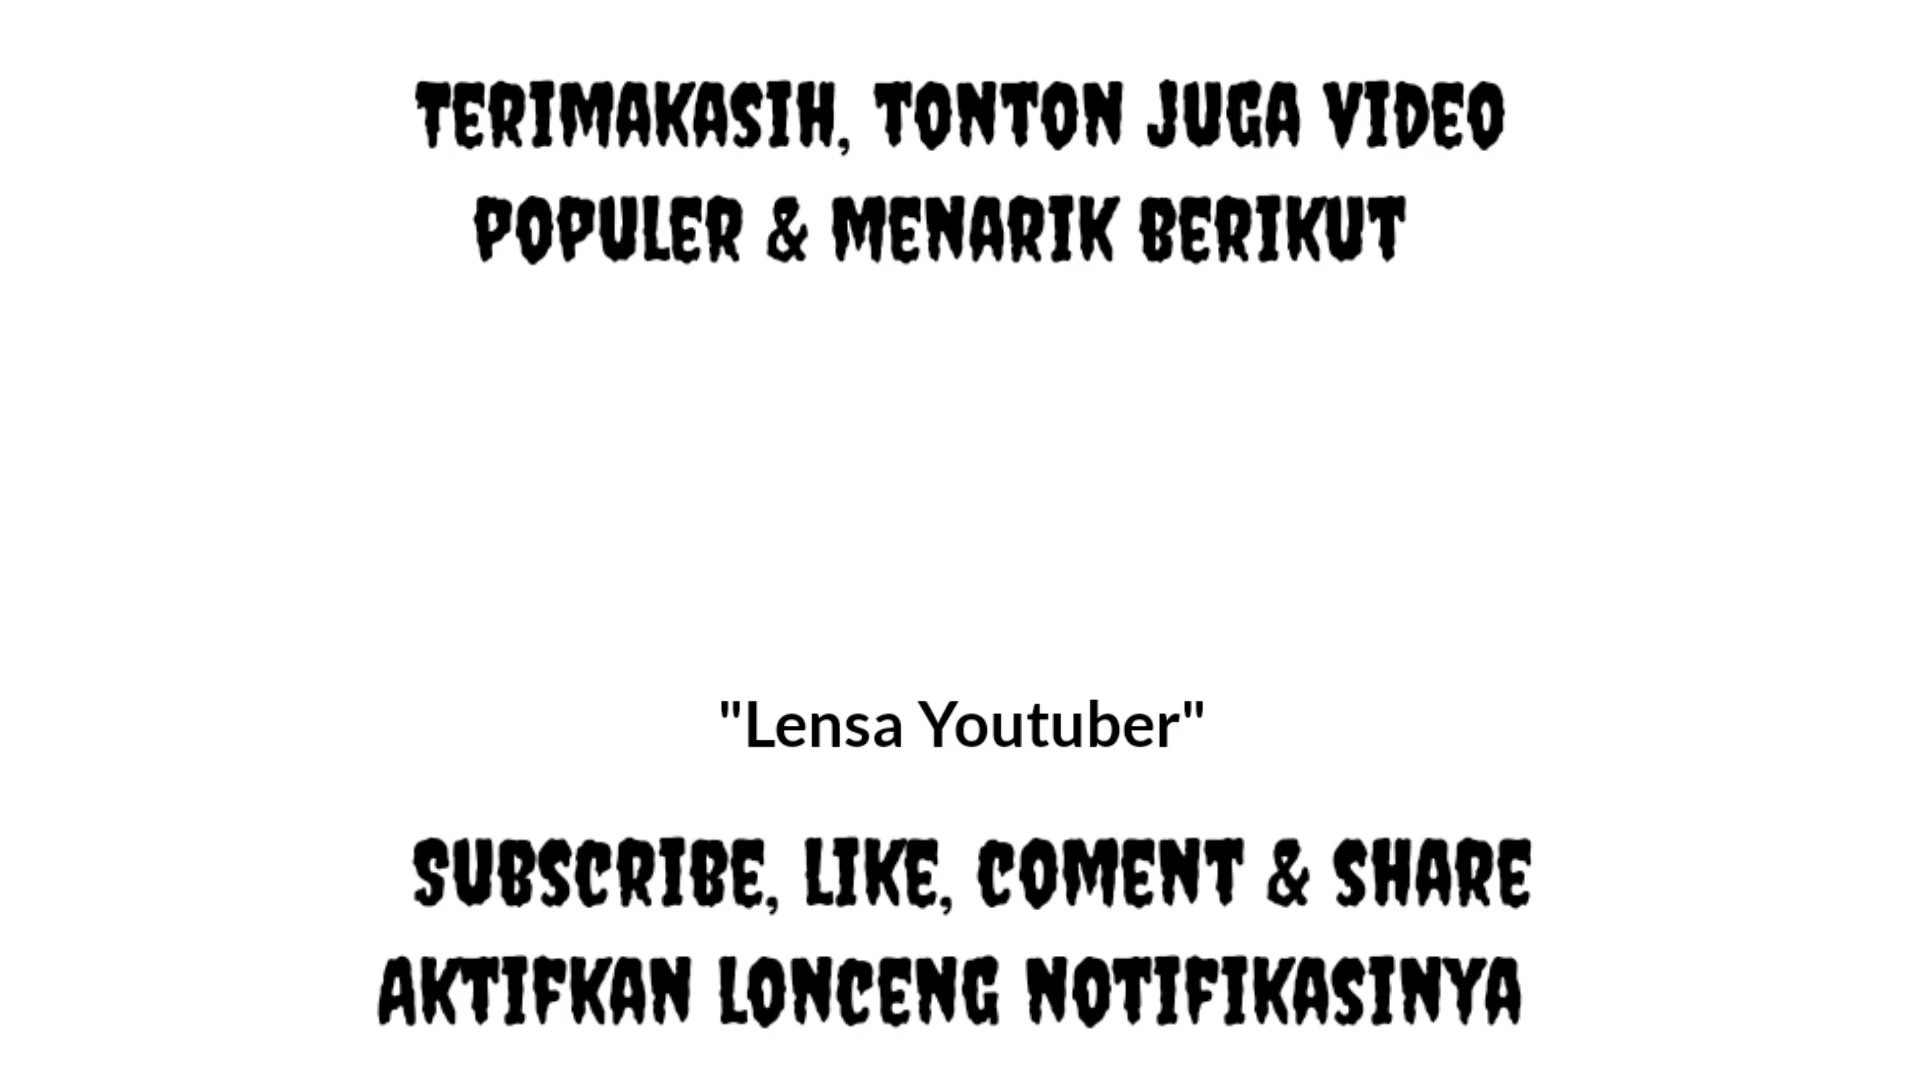 TERIMAKASIH, TONTON JUGA VIDEO
POPULER & MENARIK BERIKUT
"Lensa Youtuber"
SUBSCRIBE, LIKE, COMENT & SHARE
AKTIFKAN LONCENG NOTIFIKASINYA